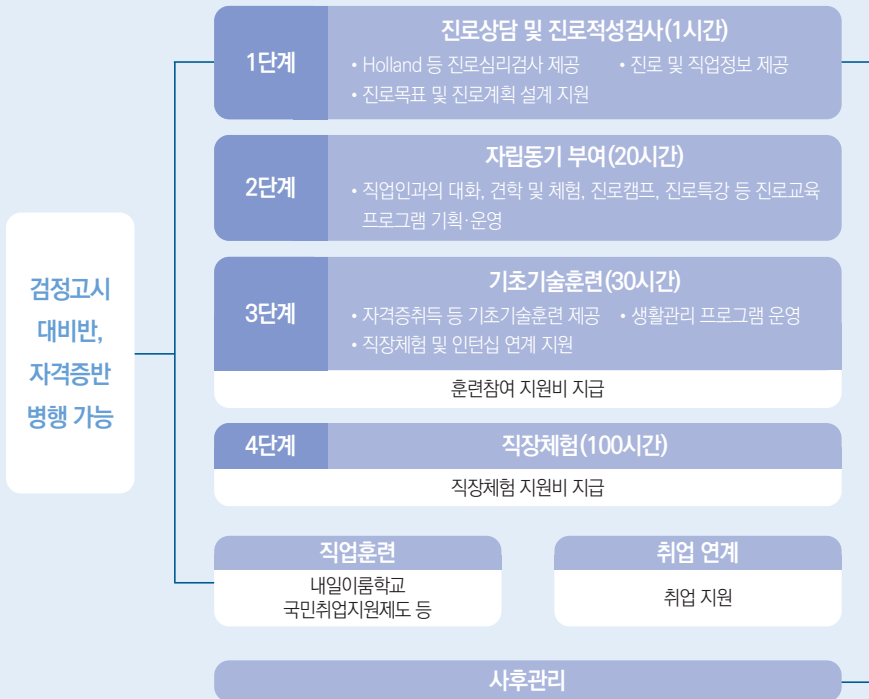 검정고시
대비반,
자격증반
병행 가능
1단계
진로상담 및 진로적성검사(1시간)
• Holland 등 진로심리검사 제공 • 진로 및 직업정보 제공
• 진로목표 및 진로계획 설계 지원
2단계
자립동기 부여(20시간)
• 직업인과의 대화, 견학 및 체험, 진로캠프, 진로특강 등 진로교육
프로그램 기획·운영
3단계
기초기술훈련(30시간)
• 자격증취득 등 기초기술훈련 제공 • 생활관리 프로그램 운영
• 직장체험 및 인턴십 연계 지원
훈련참여 지원비 지급
4단계
직장체험(100시간)
직장체험 지원비 지급
직업훈련
내일이룸학교
국민취업지원제도 등
취업 연계
취업 지원
사후관리